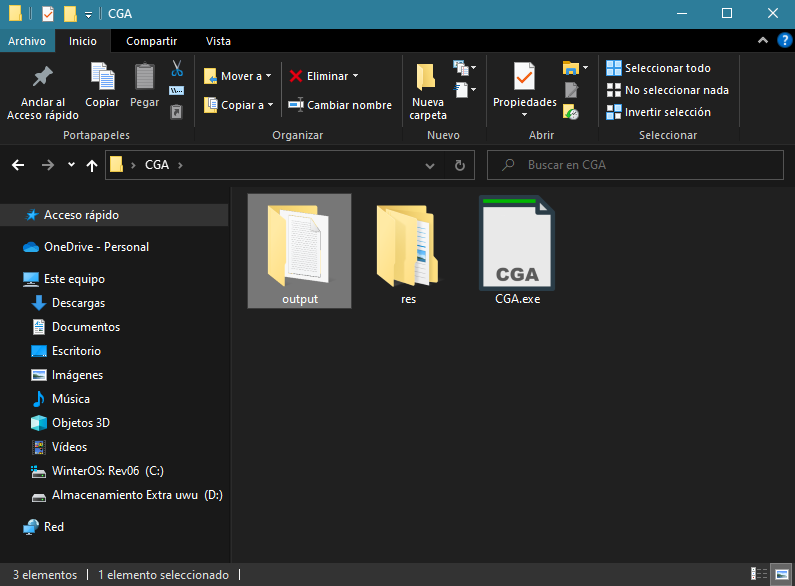 CGA
Archivo Inicio Compartir Vista
Anclar al
Acceso rápido
Copiar
Pegar
Mover a
Copiar a
Eliminar
Cambiar nombre
Nueva
carpeta
Propiedades
Seleccionar todo
No seleccionar nada
Invertir selección
Portapapeles Organizar Nuevo Abrir Seleccionar
CGA
Buscar en CGA
Acceso rápido
OneDrive - Personal
Este equipo
Descargas
Documentos
Escritorio
Imágenes
Música
Objetos 3D
Vídeos
WinterOS: Rev06 (C:)
Almacenamiento Extra uwu (D:)
Red
output
res
CGA
CGA.exe
3 elementos
1 elemento seleccionado